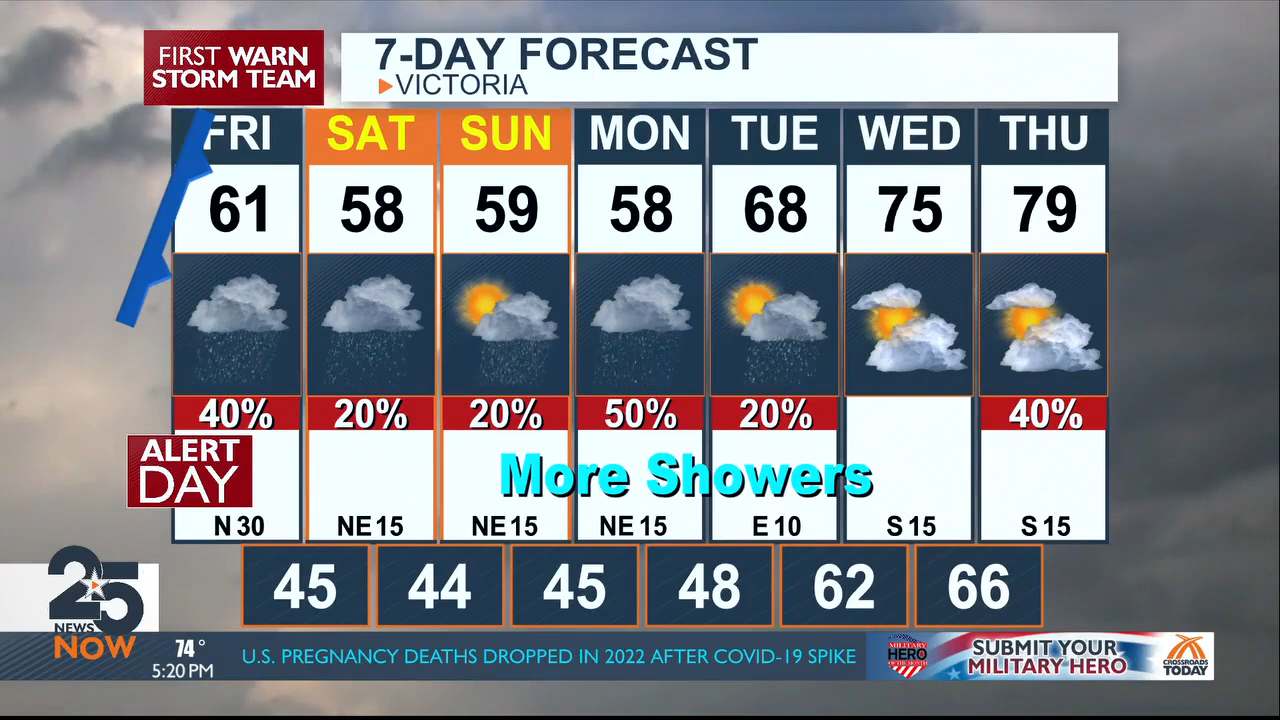 FIRST WARN
STORM TEAM
7-DAY FORECAST
VICTORIA
FRI SAT SUN MON TUE WED THU
61 58 59 58 68 75 79
40% 20% 20% 50% 20% 40%
ALERT
DAY
More Showers
N 30 NE 15 NE 15 NE 15 E 10 S 15 S 15
45 44 45 48 62 66
25
NEWS
NOW
74°
5:20 PM
U.S. PREGNANCY DEATHS DROPPED IN 2022 AFTER COVID-19 SPIKE
MILITARY
HERO
OF THE MONTH
SUBMIT YOUR
MILITARY HERO
CROSSROADS
TODAY